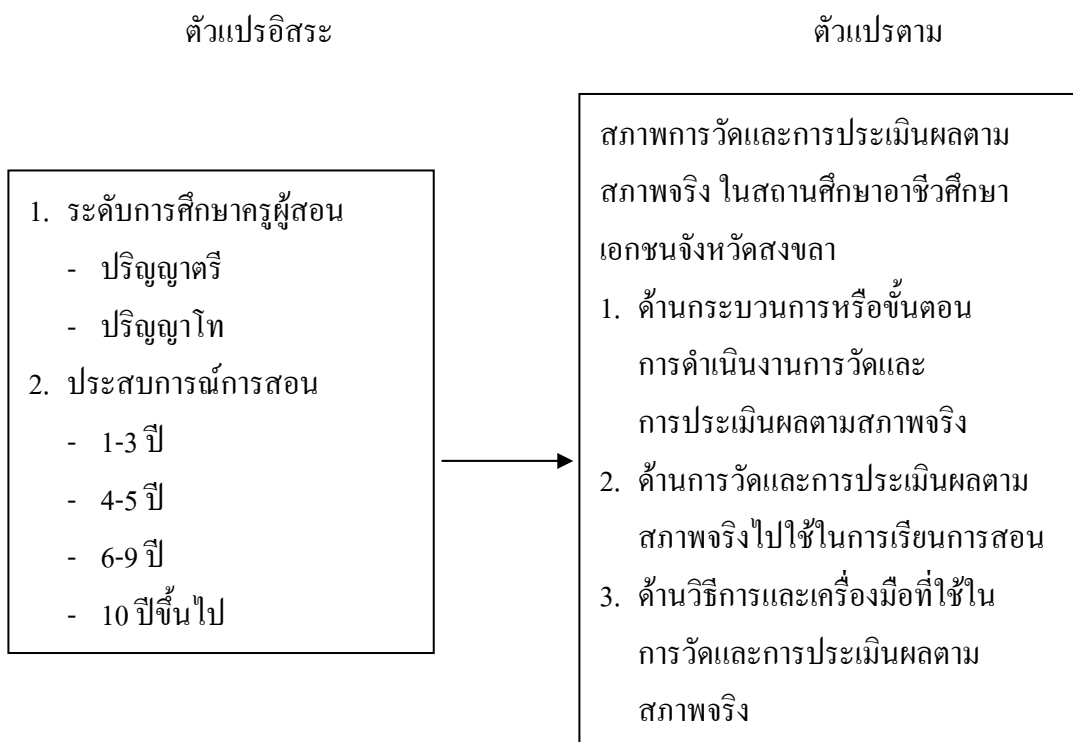 ตัวแปรอิสระ
ตัวแปรตาม
1. ระดับการศึกษาครูผู้สอน
- ปริญญาตรี
- ปริญญาโท
2. ประสบการณ์การสอน
- 1-3 ปี
- 4-5 ปี
- 6-9 ปี
- 10 ปีขึ้นไป
สภาพการวัดและการประเมินผลตาม
สภาพจริง ในสถานศึกษาอาชีวศึกษา
เอกชนจังหวัดสงขลา
1. ด้านกระบวนการหรือขั้นตอน
การดำเนินงานการวัดและ
การประเมินผลตามสภาพจริง
2. ด้านการวัดและการประเมินผลตาม
สภาพจริงไปใช้ในการเรียนการสอน
3. ด้านวิธีการและเครื่องมือที่ใช้ใน
การวัดและการประเมินผลตาม
สภาพจริง